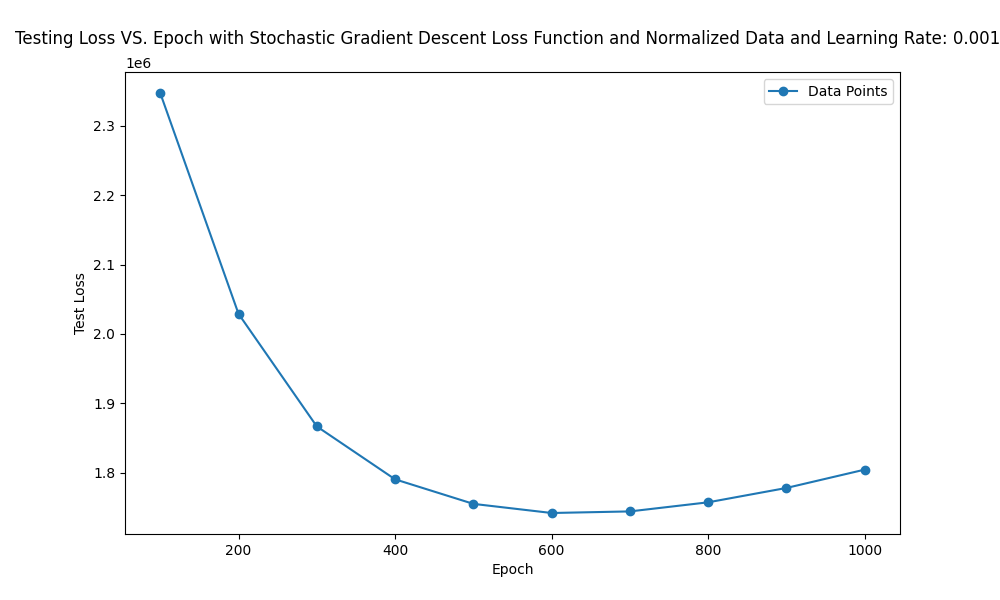 Testing Loss VS. Epoch with Stochastic Gradient Descent Loss Function and Normalized Data and Learning Rate: 0.001
1e6
Data Points
2.3
2.2
2.1
2.0
1.9
1.8
Test Loss
200 400 600 800 1000
Epoch